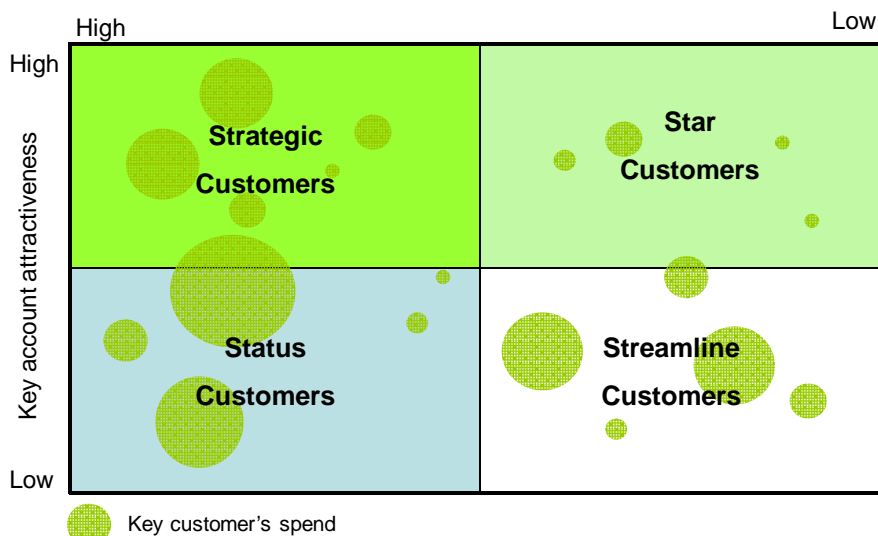 High
Low
High
Key account attractiveness
Strategic
Customers
Star
Customers
Status
Customers
Streamline
Customers
Low
Key customer's spend